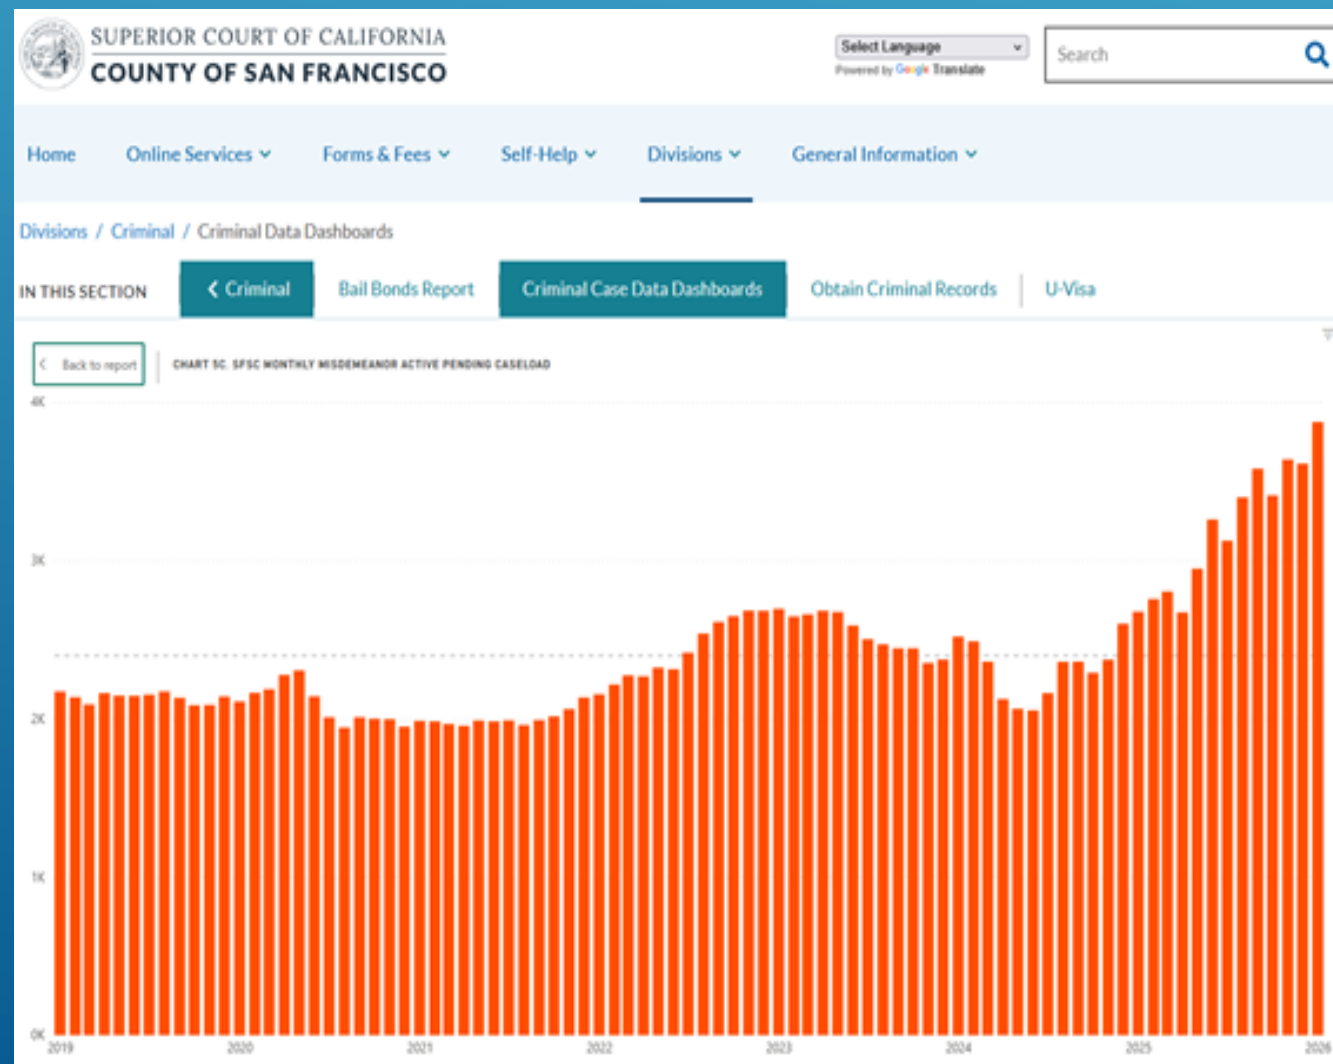 SUPERIOR COURT OF CALIFORNIA
COUNTY OF SAN FRANCISCO
Select Language
Powered by Google Translate
Search
Home Online Services Forms & Fees Self-Help Divisions General Information
Divisions / Criminal / Criminal Data Dashboards
IN THIS SECTION Criminal Bail Bonds Report Criminal Case Data Dashboards Obtain Criminal Records U-Visa
Back to report CHART 5C. SFSC MONTHLY MISDEMEANOR ACTIVE PENDING CASELOAD
4K
3K
2K
1K
0K
2019 2020 2021 2022 2023 2024 2025 2026